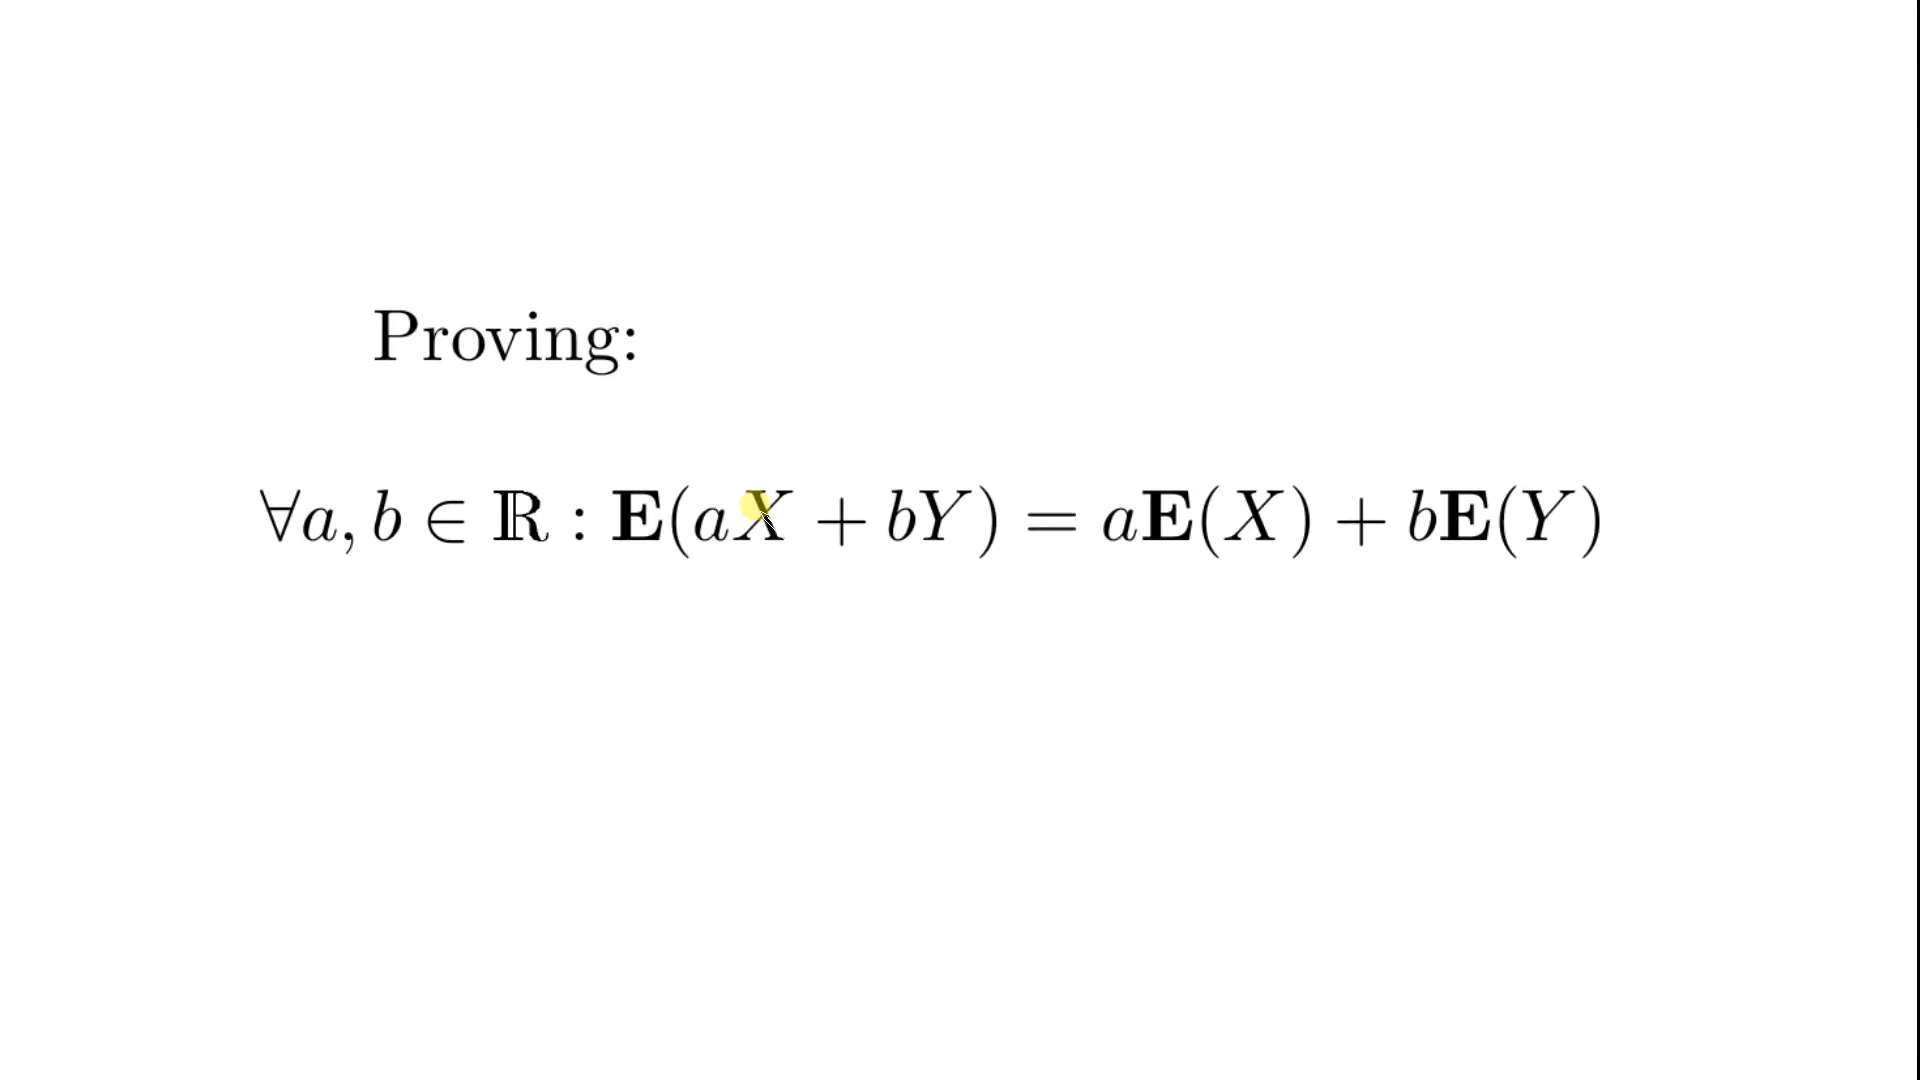 Proving:
∀a, b ∈ ℝ : 𝐄(aX + bY) = a𝐄(X) + b𝐄(Y)